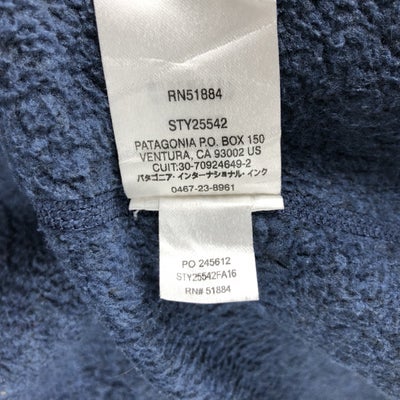 RN51884
STY25542
PATAGONIA P.O. BOX 150
VENTURA, CA 93002 US
CUIT:30-70924649-2
パタゴニア・インターナショナル・インク
0467-23-8961
PO 245612
STY25542FA16
RN# 51884